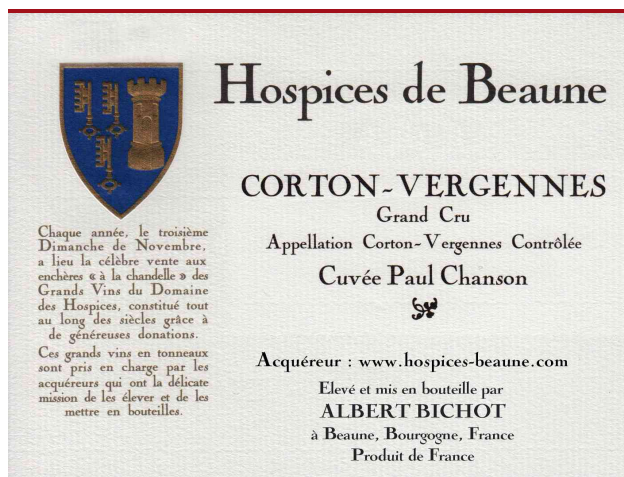 Hospices de Beaune
CORTON-VERGENNES
Grand Cru
Appellation Corton-Vergennes Contrôlée
Cuvée Paul Chanson
Chaque année, le troisième
Dimanche de Novembre,
a lieu la célèbre vente aux
enchères « à la chandelle » des
Grands Vins du Domaine
des Hospices, constitué tout
au long des siècles grâce à
de généreuses donations.
Ces grands vins en tonneaux
sont pris en charge par les
acquéreurs qui ont la délicate
mission de les élever et de les
mettre en bouteilles.
Acquéreur : www.hospices-beaune.com
Elevé et mis en bouteille par
ALBERT BICHOT
à Beaune, Bourgogne, France
Produit de France